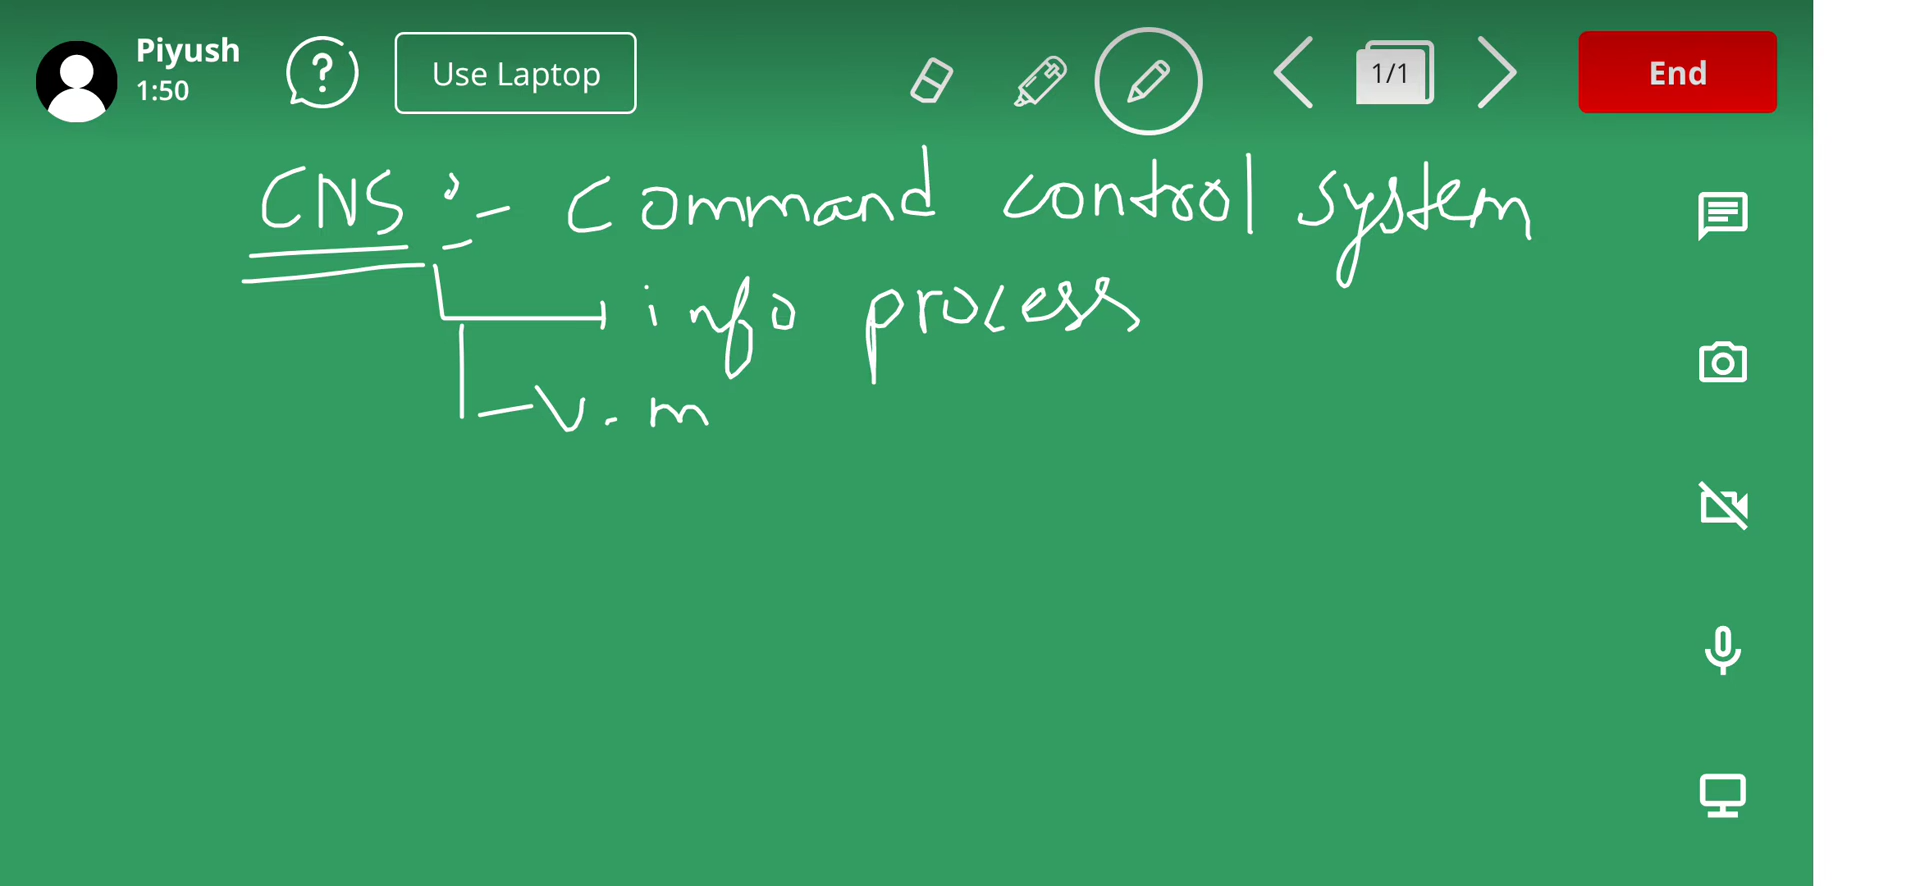 Piyush
1:50
Use Laptop
1/1
End
CNS :- Command control system
info process
V. m